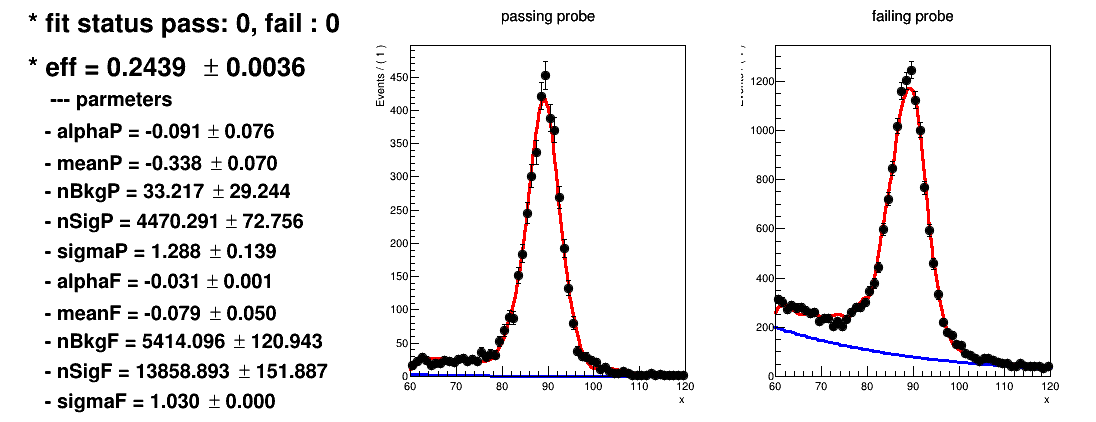 * fit status pass: 0, fail : 0
* eff = 0.2439 ± 0.0036
--- parmeters
- alphaP = -0.091 ± 0.076
- meanP = -0.338 ± 0.070
- nBkgP = 33.217 ± 29.244
- nSigP = 4470.291 ± 72.756
- sigmaP = 1.288 ± 0.139
- alphaF = -0.031 ± 0.001
- meanF = -0.079 ± 0.050
- nBkgF = 5414.096 ± 120.943
- nSigF = 13858.893 ± 151.887
- sigmaF = 1.030 ± 0.000
passing probe
Events / ( 1 )
450
400
350
300
250
200
150
100
50
0
60 70 80 90 100 110 120
x
failing probe
1200
1000
800
600
400
200
0
60 70 80 90 100 110 120
x